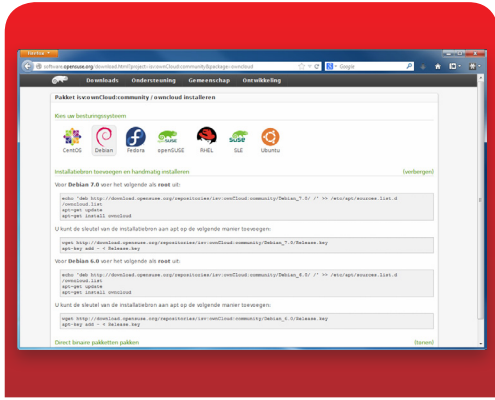 Firefox
software.opensuse.org/download.html?project=isv:ownCloud:community&package=owncloud
Google
Downloads Ondersteuning Gemeenschap Ontwikkeling
Pakket isv:ownCloud:community / owncloud installeren
Kies uw besturingssysteem
CentOS Debian Fedora openSUSE RHEL SLE Ubuntu
Installatiebron toevoegen en handmatig installeren (verbergen)
Voor Debian 7.0 voer het volgende als root uit:
echo 'deb http://download.opensuse.org/repositories/isv:ownCloud:community/Debian_7.0/ /' >> /etc/apt/sources.list.d
/owncloud.list
apt-get update
apt-get install owncloud
U kunt de sleutel van de installatiebron aan apt op de volgende manier toevoegen:
wget http://download.opensuse.org/repositories/isv:ownCloud:community/Debian_7.0/Release.key
apt-key add - < Release.key
Voor Debian 6.0 voer het volgende als root uit:
echo 'deb http://download.opensuse.org/repositories/isv:ownCloud:community/Debian_6.0/ /' >> /etc/apt/sources.list.d
/owncloud.list
apt-get update
apt-get install owncloud
U kunt de sleutel van de installatiebron aan apt op de volgende manier toevoegen:
wget http://download.opensuse.org/repositories/isv:ownCloud:community/Debian_6.0/Release.key
apt-key add - < Release.key
Direct binaire pakketten pakken (tonen)